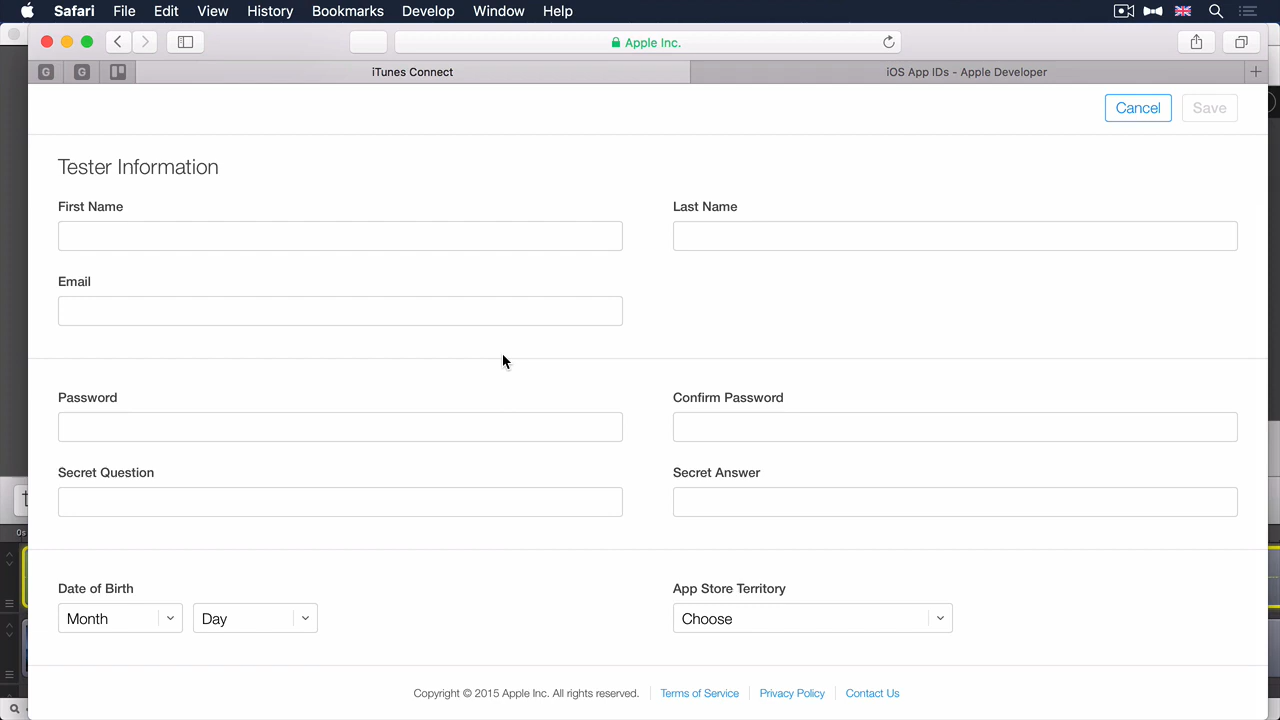 Safari File Edit View History Bookmarks Develop Window Help
Apple Inc.
G G iTunes Connect iOS App IDs - Apple Developer
Cancel Save
Tester Information
First Name Last Name
Email
Password Confirm Password
Secret Question Secret Answer
0s
Date of Birth App Store Territory
Month Day Choose
Copyright © 2015 Apple Inc. All rights reserved. Terms of Service Privacy Policy Contact Us